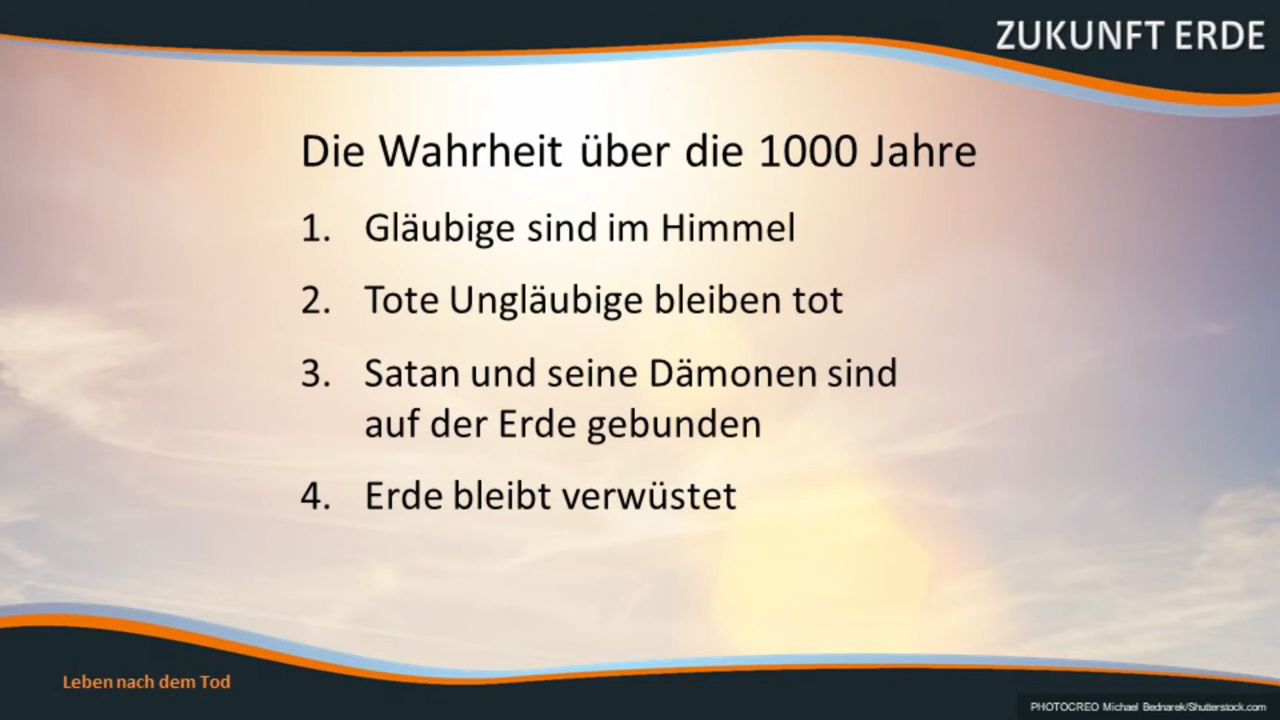 ZUKUNFT ERDE
Die Wahrheit über die 1000 Jahre
1. Gläubige sind im Himmel
2. Tote Ungläubige bleiben tot
3. Satan und seine Dämonen sind
auf der Erde gebunden
4. Erde bleibt verwüstet
Leben nach dem Tod
PHOTOCREO Michael Bednarek/Shutterstock.com